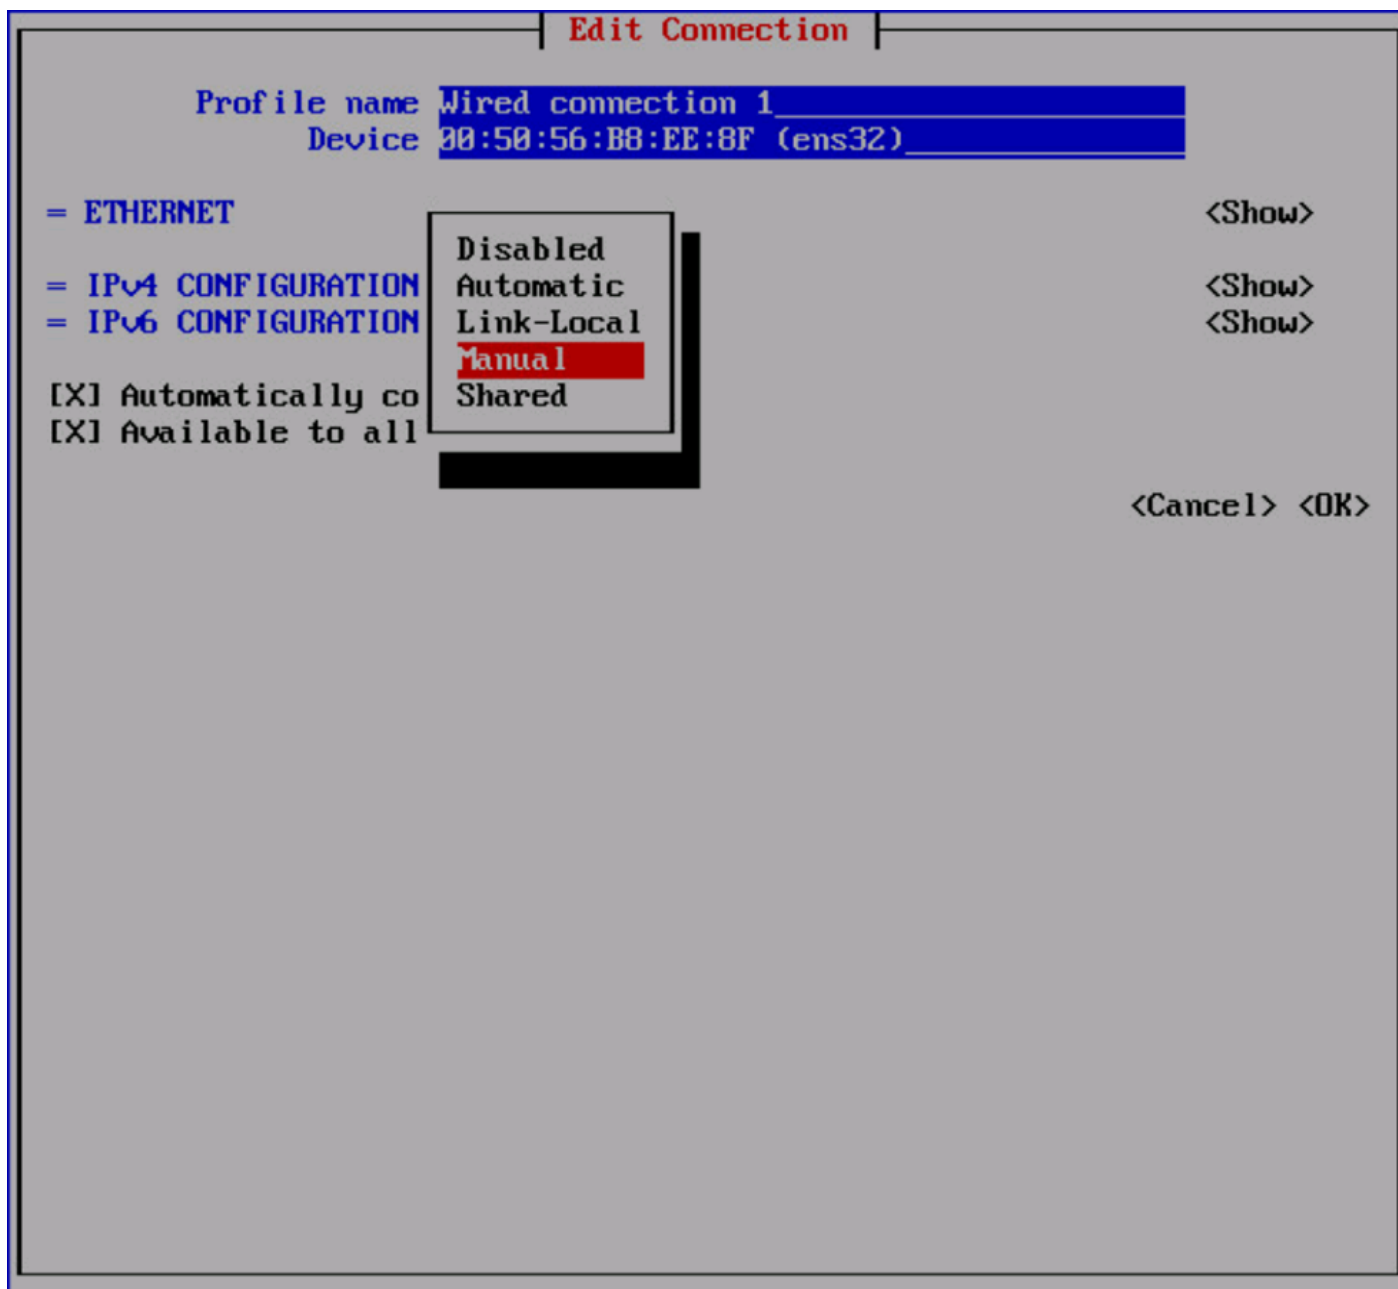 Edit Connection
Profile name Wired connection 1
Device 00:50:56:B8:EE:8F (ens32)
= ETHERNET <Show>
Disabled
= IPv4 CONFIGURATION Automatic <Show>
= IPv6 CONFIGURATION Link-Local <Show>
Manual
[X] Automatically co Shared
[X] Available to all
<Cancel> <OK>